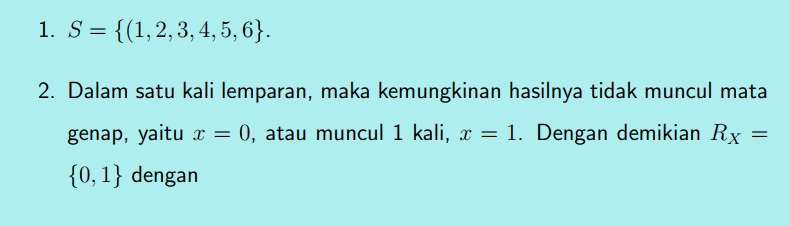 1. S = {(1, 2, 3, 4, 5, 6}.
2. Dalam satu kali lemparan, maka kemungkinan hasilnya tidak muncul mata
genap, yaitu x = 0, atau muncul 1 kali, x = 1. Dengan demikian R_X =
{0, 1} dengan